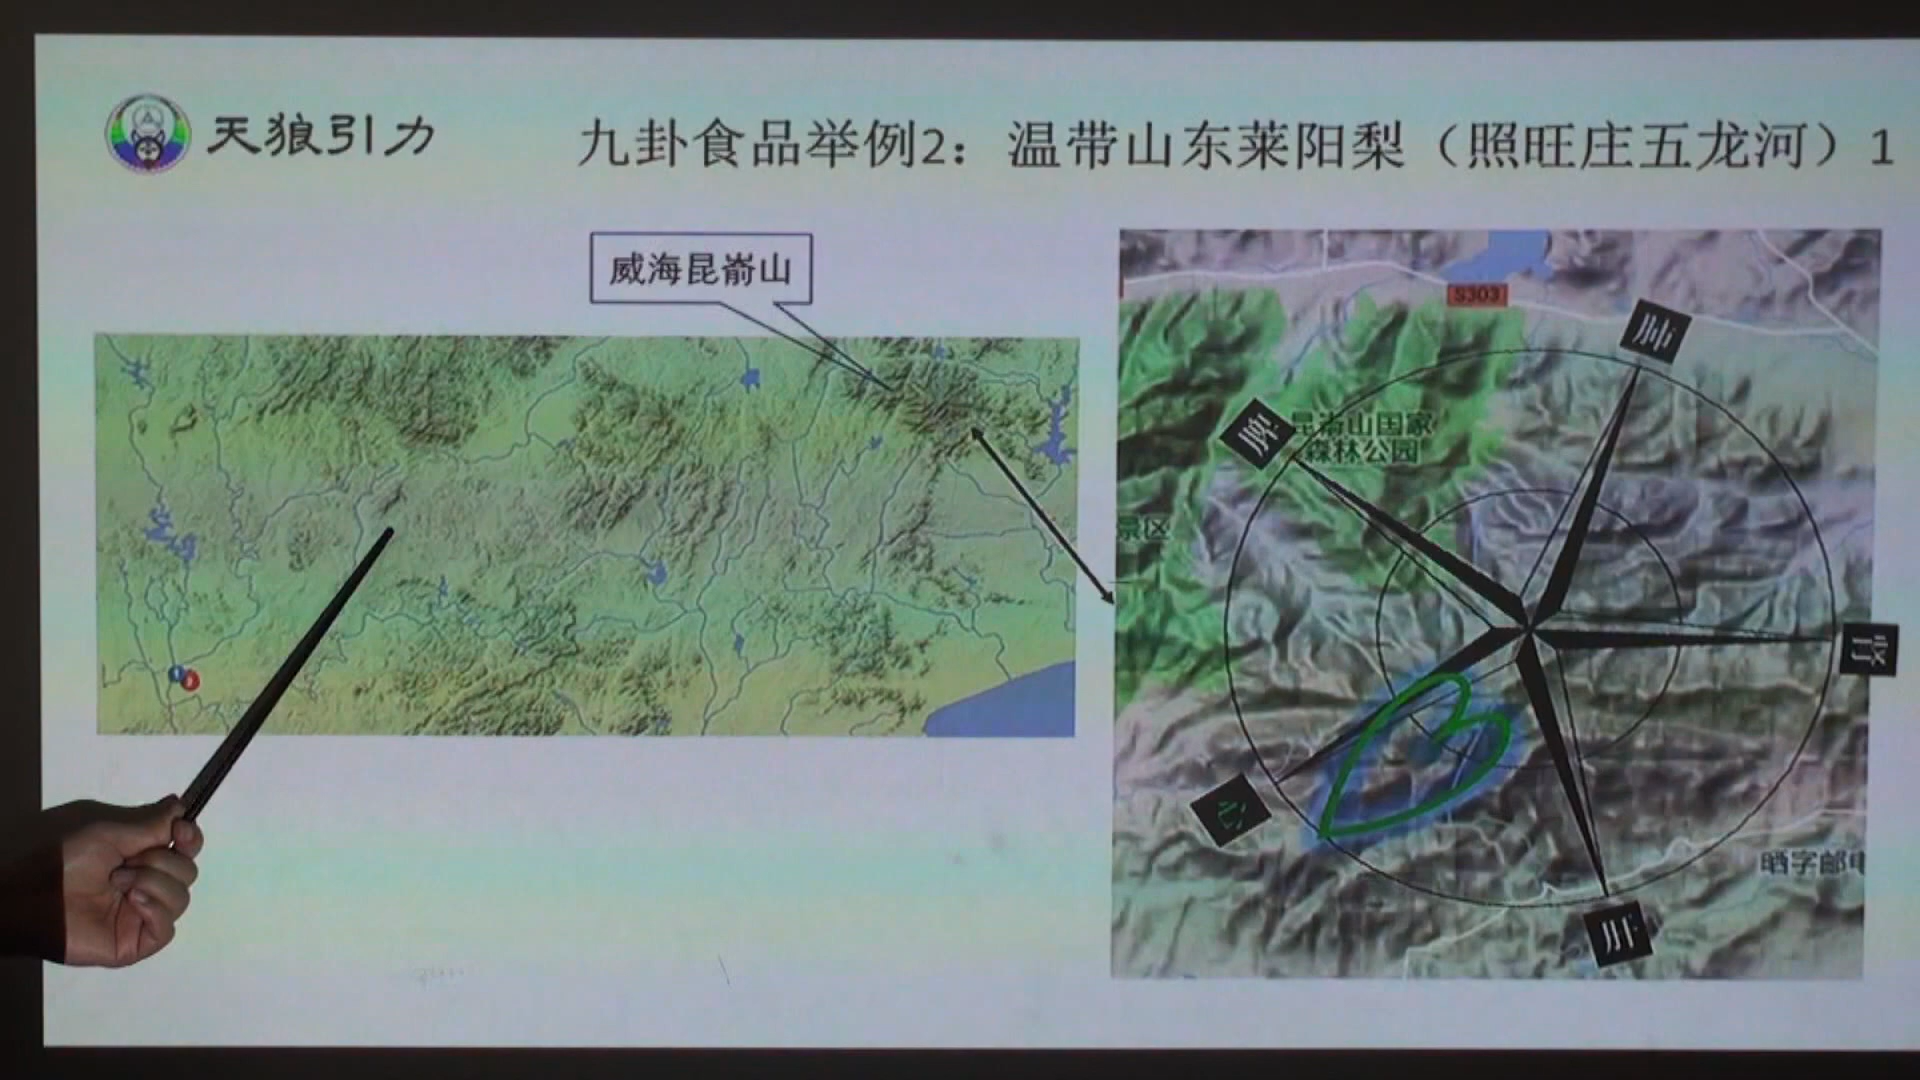 天狼引力
九卦食品举例2：温带山东莱阳梨（照旺庄五龙河）1
威海昆嵛山
S303
肺
脾
昆嵛山国家
森林公园
景区
肾
心
晒字邮电
肝